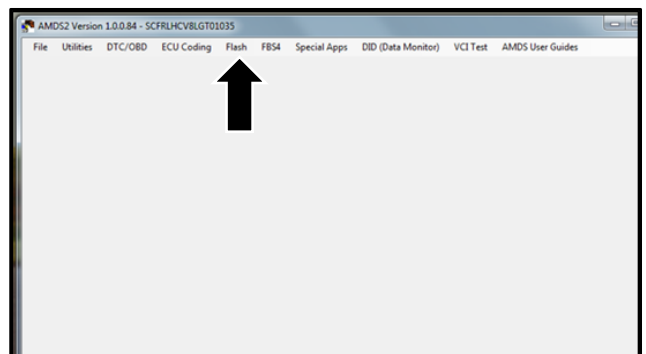 AMDS2 Version 1.0.0.84 - SCFRLHCV8LGT01035
File Utilities DTC/OBD ECU Coding Flash FBS4 Special Apps DID (Data Monitor) VCI Test AMDS User Guides